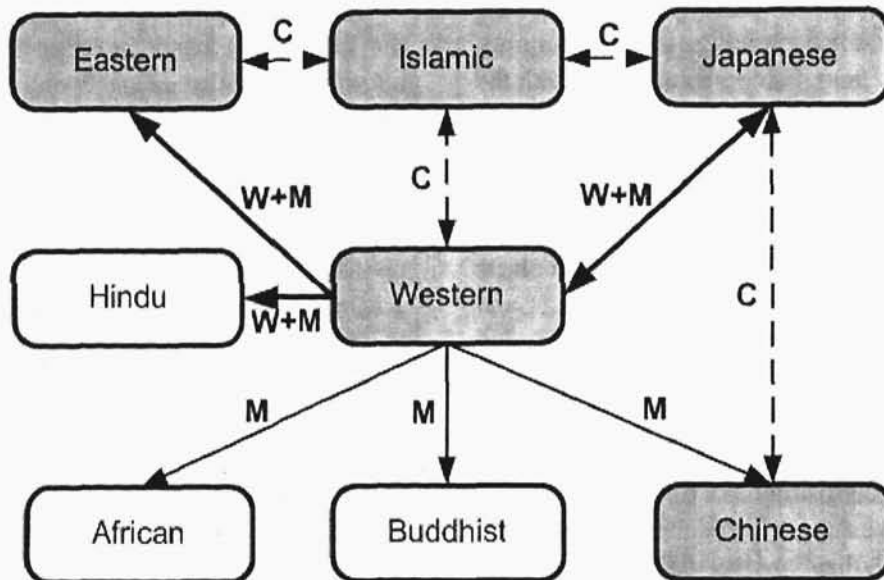 Eastern
C
Islamic
C
Japanese
W+M
C
W+M
Hindu
W+M
Western
C
M
M
M
African
Buddhist
Chinese